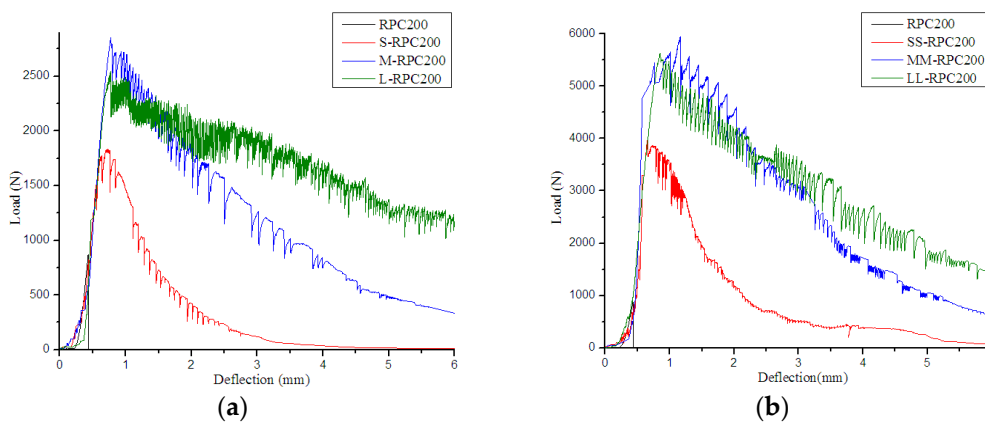 RPC200
S-RPC200
M-RPC200
L-RPC200
Load (N)
2500
2000
1500
1000
500
0
0 1 2 3 4 5 6
Deflection (mm)
(a)
RPC200
SS-RPC200
MM-RPC200
LL-RPC200
Load (N)
6000
5000
4000
3000
2000
1000
0
0 1 2 3 4 5
Deflection(mm)
(b)